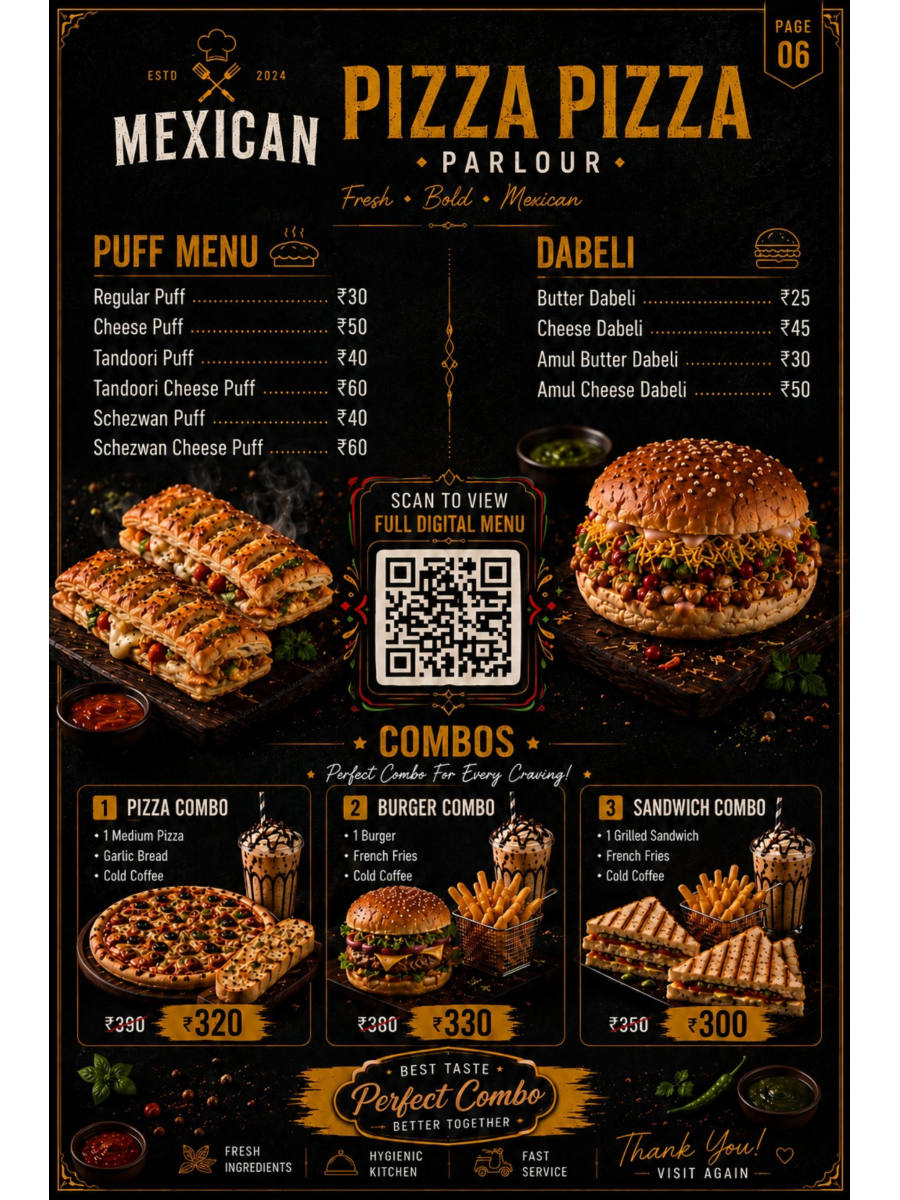 PAGE
06
ESTD 2024
MEXICAN
PIZZA PIZZA
PARLOUR
Fresh • Bold • Mexican
PUFF MENU
Regular Puff ₹30
Cheese Puff ₹50
Tandoori Puff ₹40
Tandoori Cheese Puff ₹60
Schezwan Puff ₹40
Schezwan Cheese Puff ₹60
DABELI
Butter Dabeli ₹25
Cheese Dabeli ₹45
Amul Butter Dabeli ₹30
Amul Cheese Dabeli ₹50
SCAN TO VIEW
FULL DIGITAL MENU
COMBOS
Perfect Combo For Every Craving!
1 PIZZA COMBO
• 1 Medium Pizza
• Garlic Bread
• Cold Coffee
₹390 ₹320
2 BURGER COMBO
• 1 Burger
• French Fries
• Cold Coffee
₹380 ₹330
3 SANDWICH COMBO
• 1 Grilled Sandwich
• French Fries
• Cold Coffee
₹350 ₹300
BEST TASTE
Perfect Combo
BETTER TOGETHER
FRESH
INGREDIENTS
HYGIENIC
KITCHEN
FAST
SERVICE
Thank You!
VISIT AGAIN